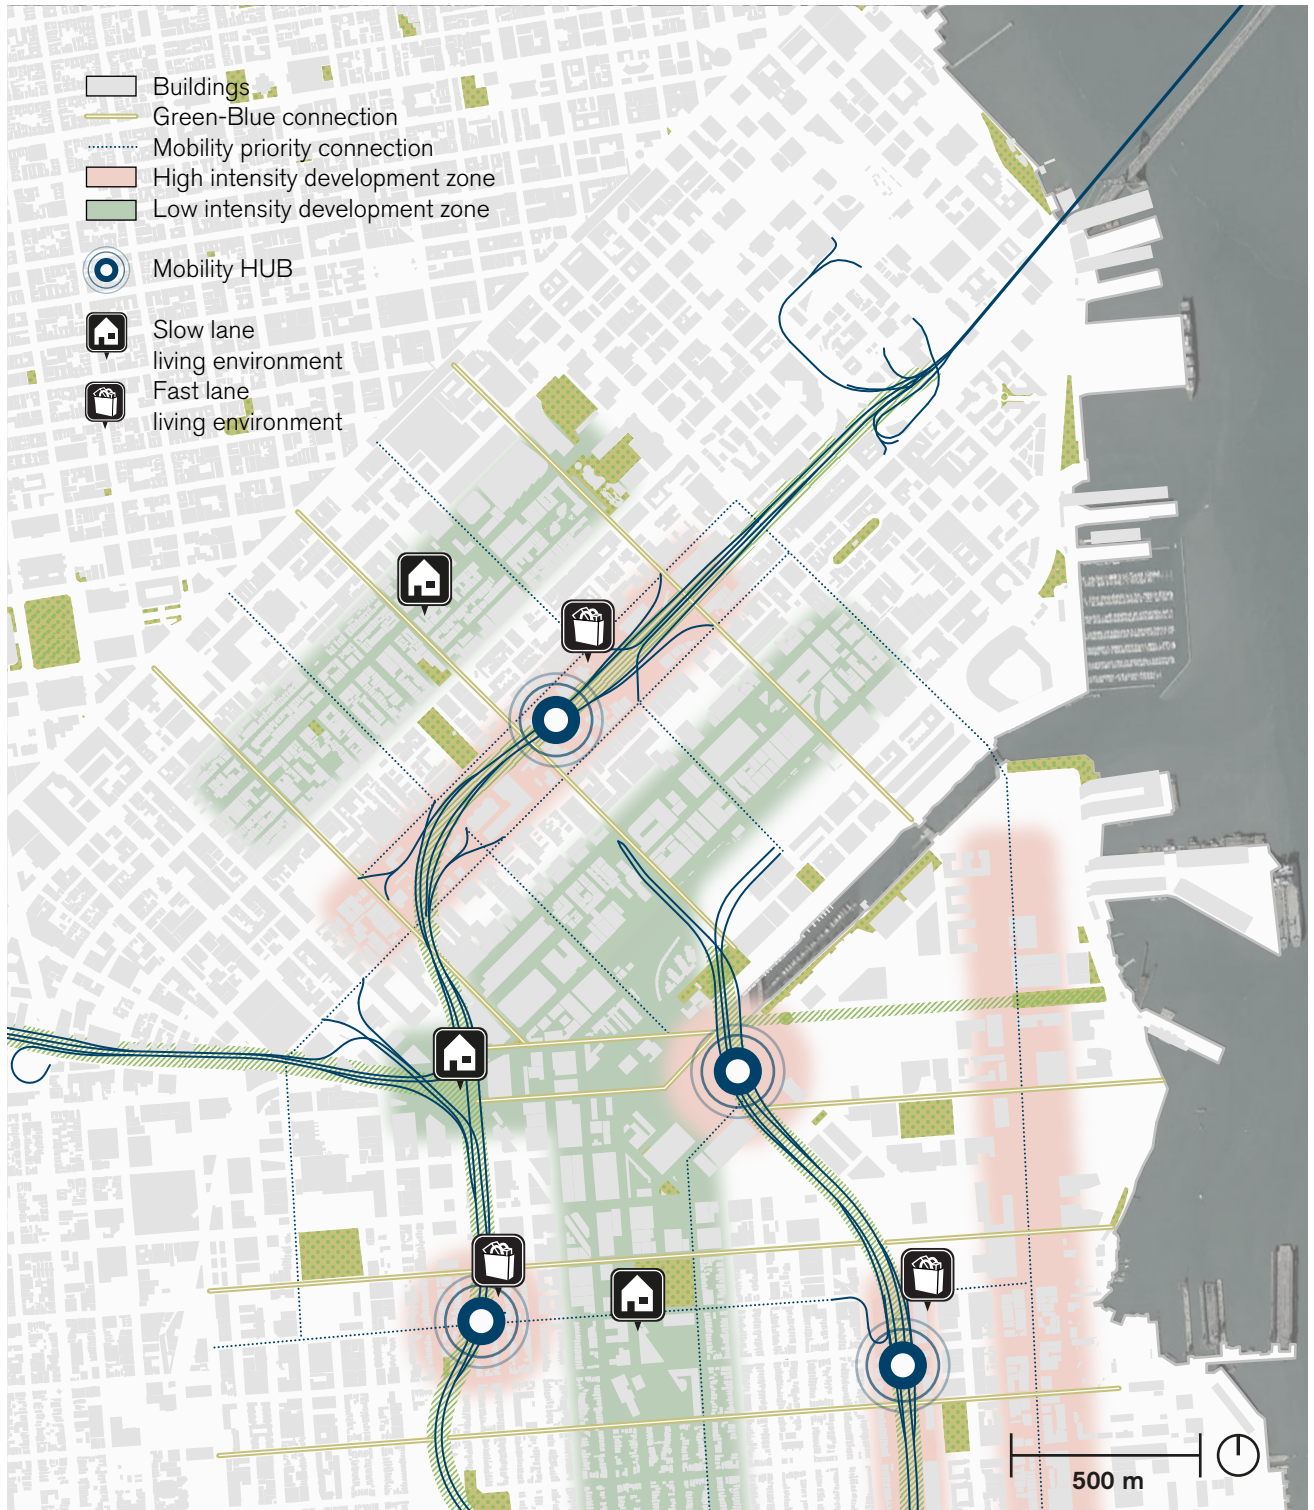 Buildings
Green-Blue connection
Mobility priority connection
High intensity development zone
Low intensity development zone
Mobility HUB
Slow lane
living environment
Fast lane
living environment
500 m